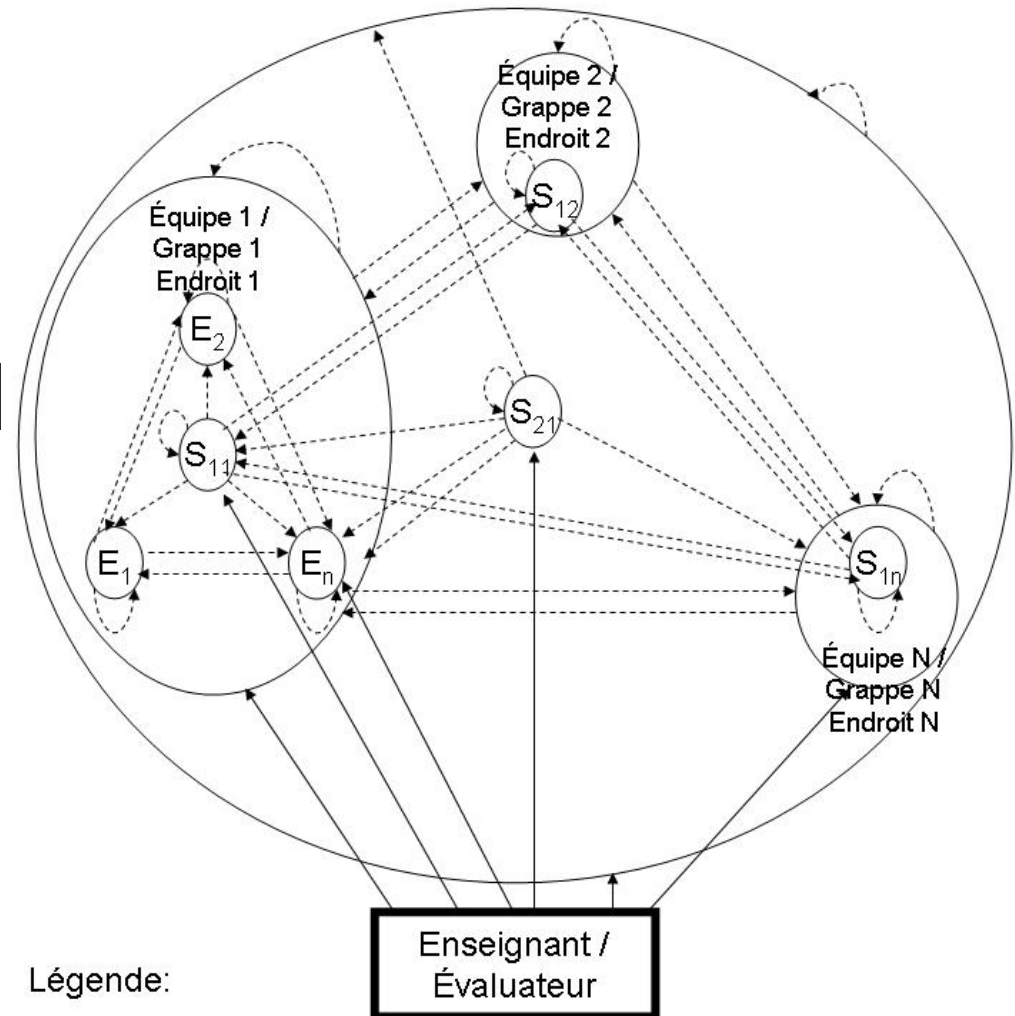 Équipe 2 /
Grappe 2
Endroit 2
S12
Équipe 1 /
Grappe 1
Endroit 1
E2
S21
S11
E1
En
S1n
Équipe N /
Grappe N
Endroit N
Enseignant /
Évaluateur
Légende: